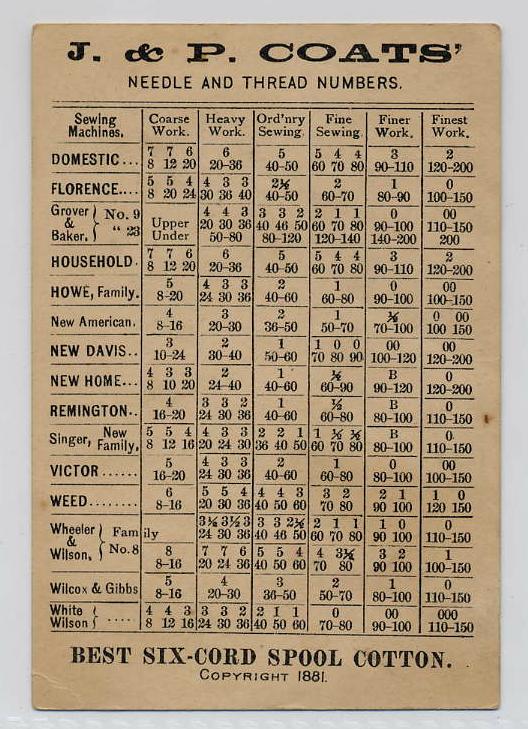 J. & P. COATS'
NEEDLE AND THREAD NUMBERS.
Sewing Machines. Coarse Work. Heavy Work. Ord'nry Sewing. Fine Sewing. Finer Work. Finest Work.
DOMESTIC... 7 7 6 6 5 5 4 4 3 2
8 12 20 20-36 40-50 60 70 80 90-110 120-200
FLORENCE.... 5 5 4 4 3 3 2½ 2 1 0
8 20 24 30 36 40 40-50 60-70 80-90 100-150
Grover & Baker. No. 9 4 4 3 3 3 2 2 1 1 0 00
" 23 Upper 20 30 36 40 46 50 60 70 80 90-100 110-150
Under 50-80 80-120 120-140 140-200 200
HOUSEHOLD. 7 7 6 6 5 5 4 4 3 2
8 12 20 20-36 40-50 60 70 80 90-110 120-200
HOWE, Family. 5 4 3 3 2 1 0 00
8-20 24 30 36 40-60 60-80 90-100 100-150
New American. 4 3 2 1 ½ 0 00
8-16 20-30 36-50 50-70 70-100 100 150
NEW DAVIS.. 3 2 1 1 0 0 00 00
10-24 30-40 50-60 70 80 90 100-120 120-200
NEW HOME... 4 3 3 2 1 ½ B 0
8 10 20 24-40 40-60 60-90 90-120 120-200
REMINGTON.. 4 3 3 2 1 ½ B 0
16-20 24 30 36 40-60 60-80 80-100 110-150
Singer, New Family, 5 5 4 4 3 3 2 2 1 1 ½ ½ B 0
8 12 16 20 24 30 36 40 50 60 70 80 80-100 110-150
VICTOR ...... 5 4 3 3 2 1 0 00
16-20 24 30 36 40-60 60-80 80-100 100-150
WEED........ 6 5 5 4 4 4 3 3 2 2 1 1 0
8-16 20 30 36 40 50 60 70 80 90 100 120 150
Wheeler & Wilson. Family 3½ 3½ 3 3 3 2½ 2 1 1 1 0 0
24 30 36 40 46 50 60 70 80 90 100 110-150
No. 8 8 7 7 6 5 5 4 4 3½ 3 2 1
8-16 20 24 36 40 50 60 70 80 90 100 100-150
Wilcox & Gibbs 5 4 3 2 1 0
8-16 20-30 36-50 50-70 80-100 110-150
White Wilson .... 4 4 3 3 3 2 2 1 1 0 00 000
8 12 16 24 30 36 40 50 60 70-80 90-100 110-150
BEST SIX-CORD SPOOL COTTON.
COPYRIGHT 1881.